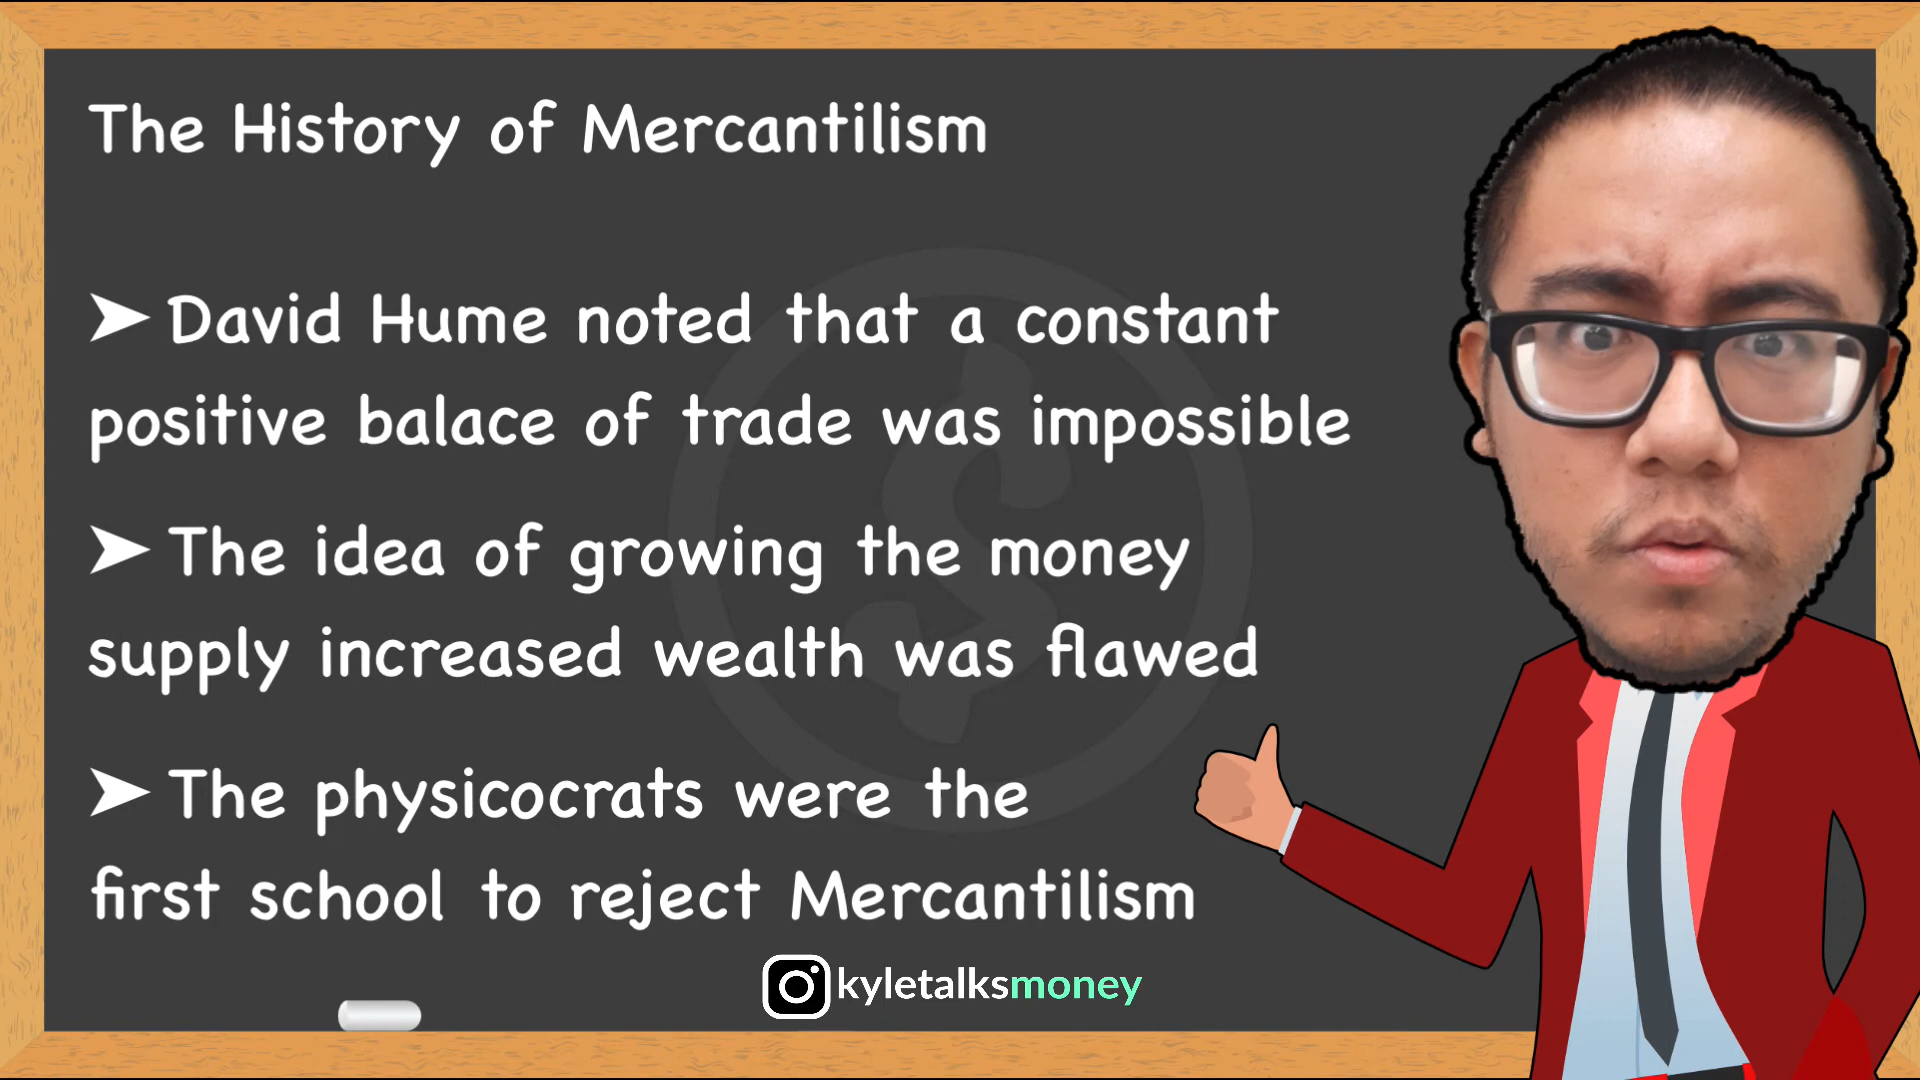 The History of Mercantilism
➤ David Hume noted that a constant
positive balace of trade was impossible
➤ The idea of growing the money
supply increased wealth was flawed
➤ The physicocrats were the
first school to reject Mercantilism
kyletalksmoney